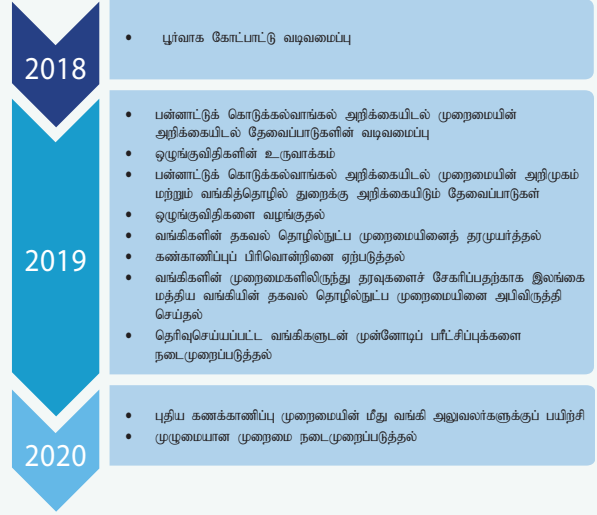 2018
• பூர்வாக கோட்பாட்டு வடிவமைப்பு
2019
• பன்னாட்டுக் கொடுக்கல்வாங்கல் அறிக்கையிடல் முறைமையின்
அறிக்கையிடல் தேவைப்பாடுகளின் வடிவமைப்பு
• ஒழுங்குவிதிகளின் உருவாக்கம்
• பன்னாட்டுக் கொடுக்கல்வாங்கல் அறிக்கையிடல் முறைமையின் அறிமுகம்
மற்றும் வங்கித்தொழில் துறைக்கு அறிக்கையிடும் தேவைப்பாடுகள்
• ஒழுங்குவிதிகளை வழங்குதல்
• வங்கிகளின் தகவல் தொழில்நுட்ப முறைமையினைத் தரமுயர்த்தல்
• கண்காணிப்புப் பிரிவொன்றினை ஏற்படுத்தல்
• வங்கிகளின் முறைமைகளிலிருந்து தரவுகளைச் சேகரிப்பதற்காக இலங்கை
மத்திய வங்கியின் தகவல் தொழில்நுட்ப முறைமையினை அபிவிருத்தி
செய்தல்
• தெரிவுசெய்யப்பட்ட வங்கிகளுடன் முன்னோடிப் பரீட்சிப்புக்களை
நடைமுறைப்படுத்தல்
2020
• புதிய கணக்காணிப்பு முறைமையின் மீது வங்கி அலுவலர்களுக்குப் பயிற்சி
• முழுமையான முறைமை நடைமுறைப்படுத்தல்